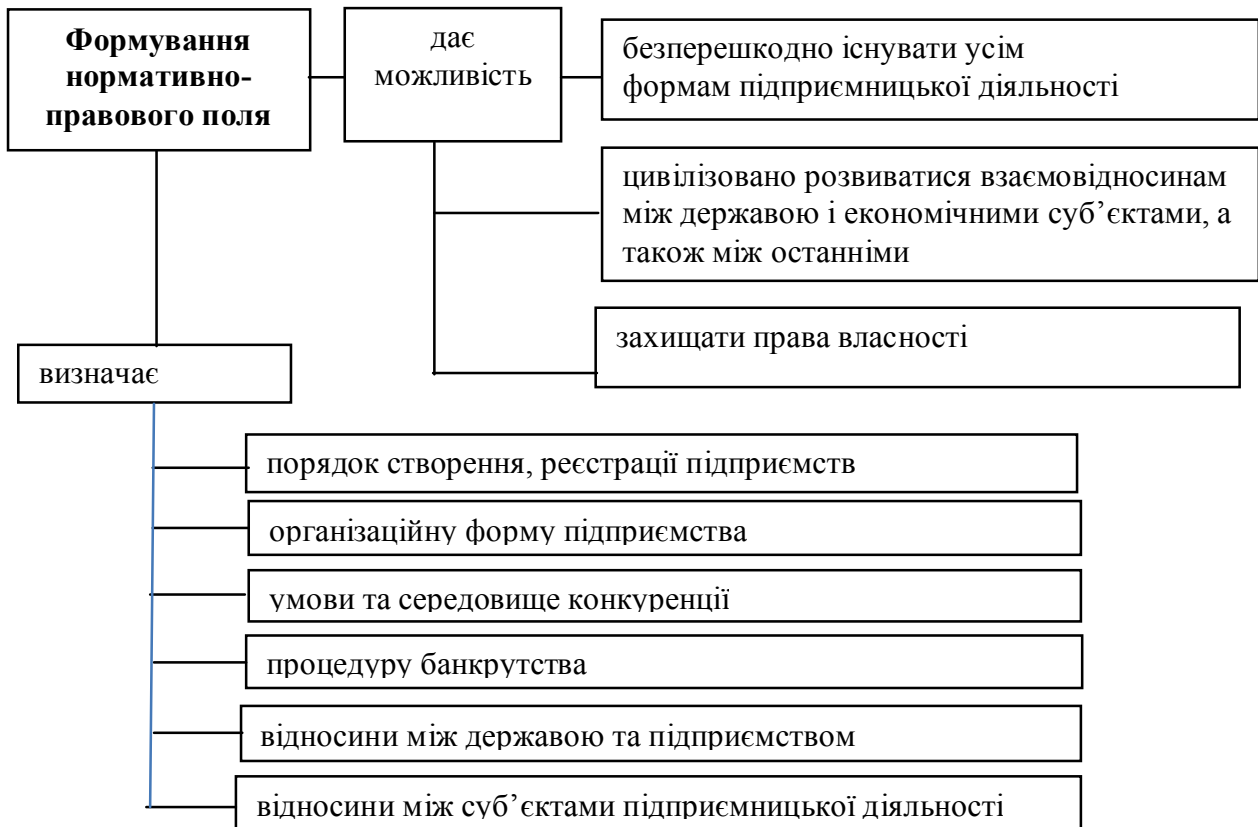 Формування
нормативно-
правового поля
дає
можливість
безперешкодно існувати усім
формам підприємницької діяльності
цивілізовано розвиватися взаємовідносинам
між державою і економічними суб’єктами, а
також між останніми
захищати права власності
визначає
порядок створення, реєстрації підприємств
організаційну форму підприємства
умови та середовище конкуренції
процедуру банкрутства
відносини між державою та підприємством
відносини між суб’єктами підприємницької діяльності